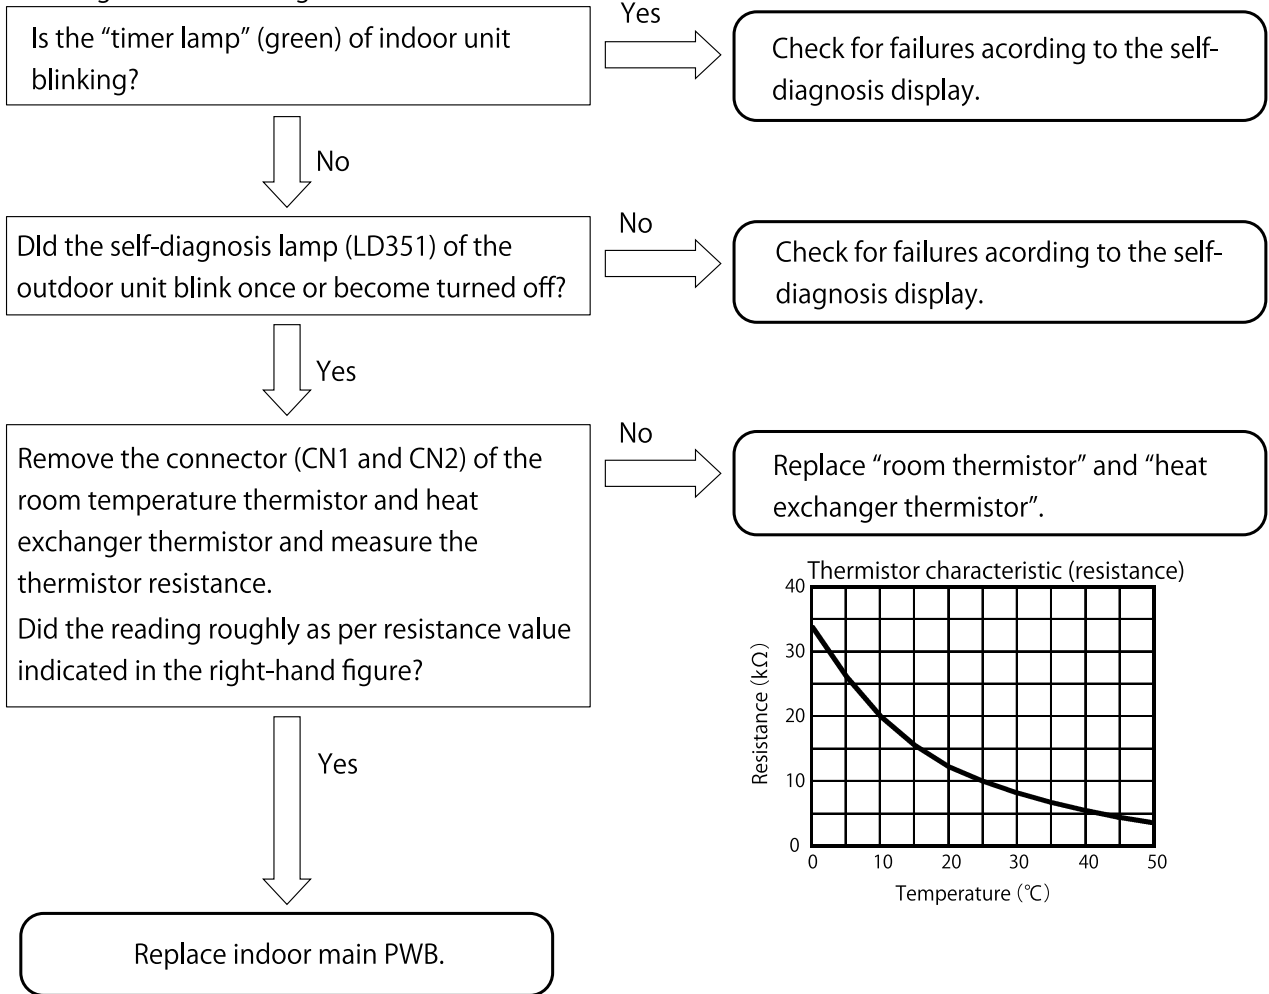 Is the “timer lamp” (green) of indoor unit
blinking?
Yes
Check for failures acording to the self-
diagnosis display.
No
DId the self-diagnosis lamp (LD351) of the
outdoor unit blink once or become turned off?
No
Check for failures acording to the self-
diagnosis display.
Yes
Remove the connector (CN1 and CN2) of the
room temperature thermistor and heat
exchanger thermistor and measure the
thermistor resistance.
Did the reading roughly as per resistance value
indicated in the right-hand figure?
No
Replace “room thermistor” and “heat
exchanger thermistor”.
Thermistor characteristic (resistance)
40
30
20
10
0
Resistance (kΩ)
0 10 20 30 40 50
Temperature (℃)
Yes
Replace indoor main PWB.